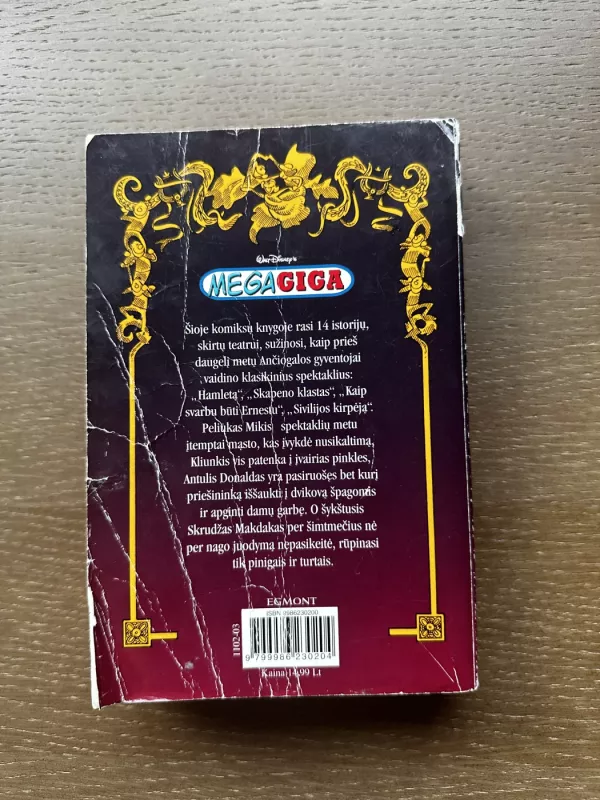 Walt Disney's
MEGAGIGA
Šioje komiksų knygoje rasi 14 istorijų,
skirtų teatrui, sužinosi, kaip prieš
daugelį metų Ančiogalos gyventojai
vaidino klasikinius spektaklius:
„Hamletą“, „Skapeno klastas“, „Kaip
svarbu būti Ernestu“, „Sivilijos kirpėją“.
Peliukas Mikis spektaklių metu
įtemptai mąsto, kas įvykdė nusikaltimą,
Kliunkis vis patenka į įvairias pinkles,
Antulis Donaldas yra pasiruošęs bet kurį
priešininką iššaukti į dvikovą špagomis
ir apginti damų garbę. O šykštusis
Skrudžas Makdakas per šimtmečius nė
per nago juodymą nepasikeitė, rūpinasi
tik pinigais ir turtais.
EGMONT
ISBN 9986230200
1102-03
9 799986 230204
Kaina 14,99 Lt